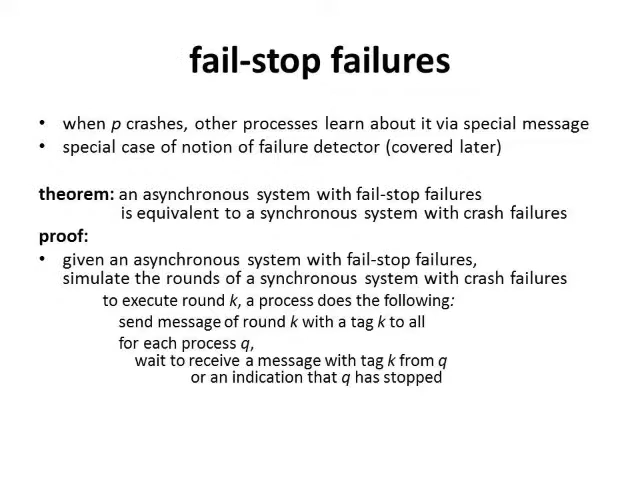 fail-stop failures
• when p crashes, other processes learn about it via special message
• special case of notion of failure detector (covered later)
theorem: an asynchronous system with fail-stop failures
is equivalent to a synchronous system with crash failures
proof:
• given an asynchronous system with fail-stop failures,
simulate the rounds of a synchronous system with crash failures
to execute round k, a process does the following:
send message of round k with a tag k to all
for each process q,
wait to receive a message with tag k from q
or an indication that q has stopped